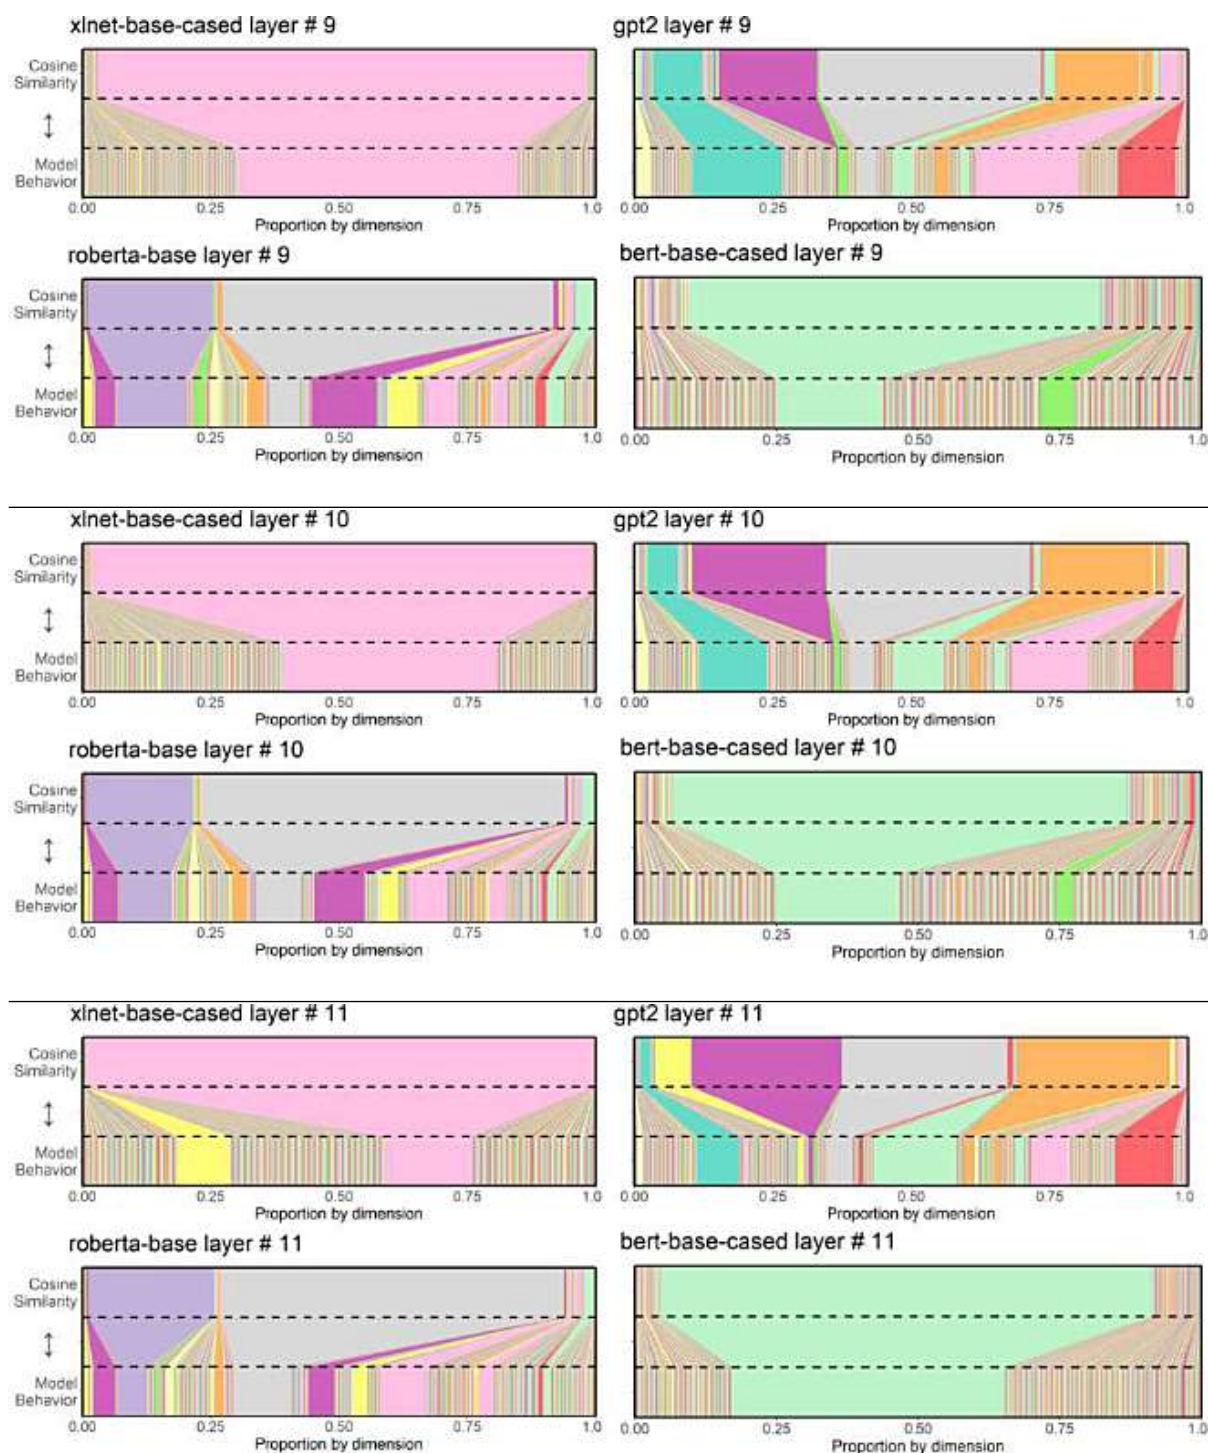 xlnet-base-cased layer # 9
Cosine
Similarity
↕
Model
Behavior
0.00 0.25 0.50 0.75 1.0
Proportion by dimension
gpt2 layer # 9
0.00 0.25 0.50 0.75 1.0
Proportion by dimension
roberta-base layer # 9
Cosine
Similarity
↕
Model
Behavior
0.00 0.25 0.50 0.75 1.0
Proportion by dimension
bert-base-cased layer # 9
0.00 0.25 0.50 0.75 1.0
Proportion by dimension
xlnet-base-cased layer # 10
Cosine
Similarity
↕
Model
Behavior
0.00 0.25 0.50 0.75 1.0
Proportion by dimension
gpt2 layer # 10
0.00 0.25 0.50 0.75 1.0
Proportion by dimension
roberta-base layer # 10
Cosine
Similarity
↕
Model
Behavior
0.00 0.25 0.50 0.75 1.0
Proportion by dimension
bert-base-cased layer # 10
0.00 0.25 0.50 0.75 1.0
Proportion by dimension
xlnet-base-cased layer # 11
Cosine
Similarity
↕
Model
Behavior
0.00 0.25 0.50 0.75 1.0
Proportion by dimension
gpt2 layer # 11
0.00 0.25 0.50 0.75 1.0
Proportion by dimension
roberta-base layer # 11
Cosine
Similarity
↕
Model
Behavior
0.00 0.25 0.50 0.75 1.0
Proportion by dimension
bert-base-cased layer # 11
0.00 0.25 0.50 0.75 1.0
Proportion by dimension